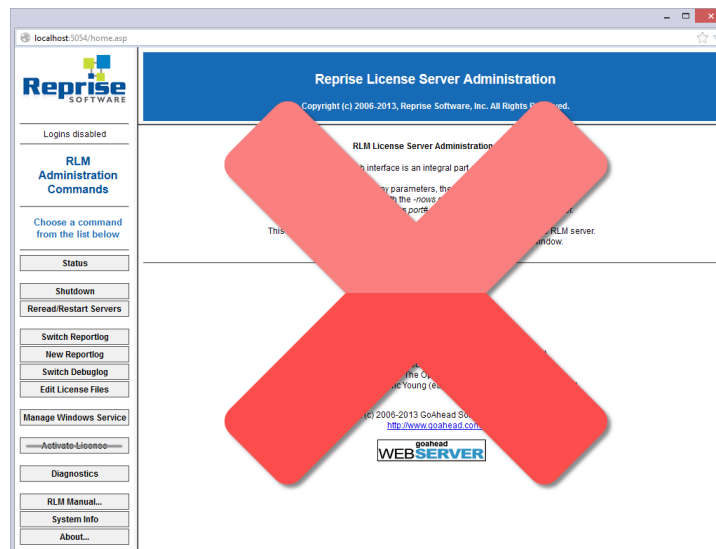 localhost:5054/home.asp
Reprise
SOFTWARE
Logins disabled
RLM
Administration
Commands
Choose a command
from the list below
Status
Shutdown
Reread/Restart Servers
Switch Reportlog
New Reportlog
Switch Debuglog
Edit License Files
Manage Windows Service
Activate License
Diagnostics
RLM Manual...
System Info
About...
Reprise License Server Administration
Copyright (c) 2006-2013, Reprise Software, Inc. All Rights
RLM License Server Administration
interface is an integral part
parameters, the
the -nows
port#
This RLM server.
The
Young
(c) 2006-2013 GoAhead
http://www.goahead.com
goahead
WEBSERVER